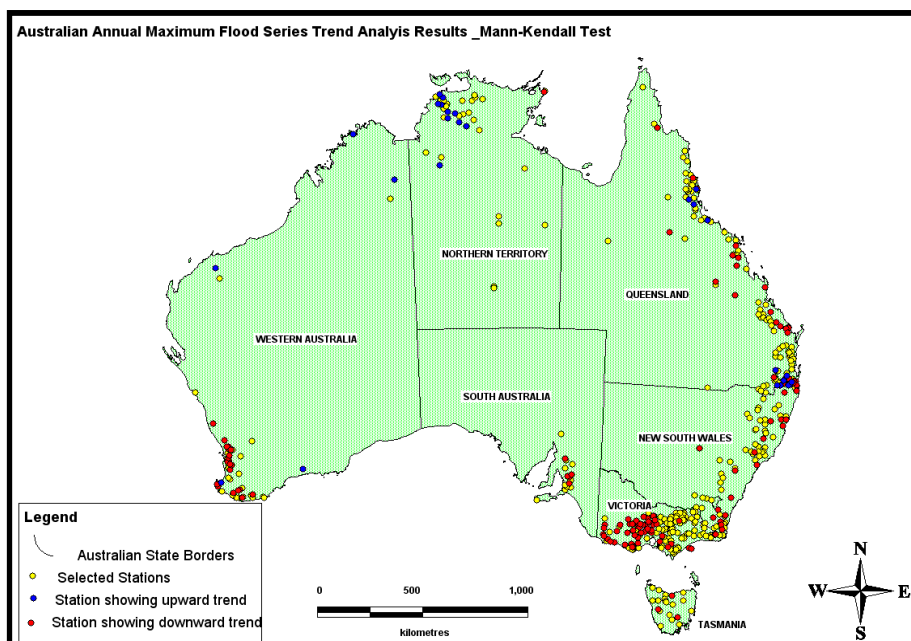 Australian Annual Maximum Flood Series Trend Analyis Results _Mann-Kendall Test
NORTHERN TERRITORY
QUEENSLAND
WESTERN AUSTRALIA
SOUTH AUSTRALIA
NEW SOUTH WALES
VICTORIA
TASMANIA
Legend
Australian State Borders
Selected Stations
Station showing upward trend
Station showing downward trend
0 500 1,000
kilometres
N
W E
S